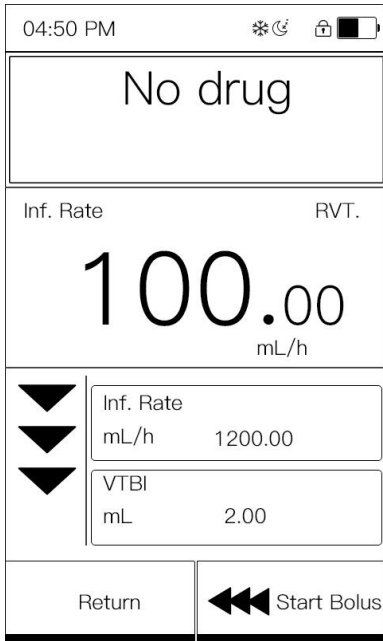 04:50 PM
No drug
Inf. Rate RVT.
100.00
mL/h
Inf. Rate
mL/h 1200.00
VTBI
mL 2.00
Return Start Bolus